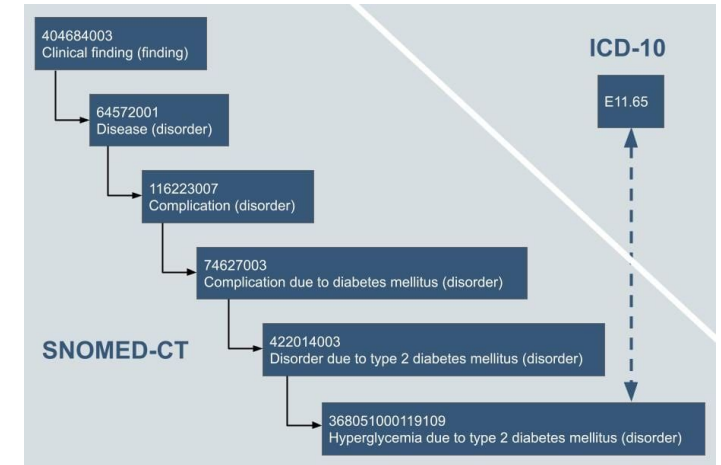 404684003
Clinical finding (finding)
ICD-10
E11.65
64572001
Disease (disorder)
116223007
Complication (disorder)
74627003
Complication due to diabetes mellitus (disorder)
SNOMED-CT
422014003
Disorder due to type 2 diabetes mellitus (disorder)
368051000119109
Hyperglycemia due to type 2 diabetes mellitus (disorder)